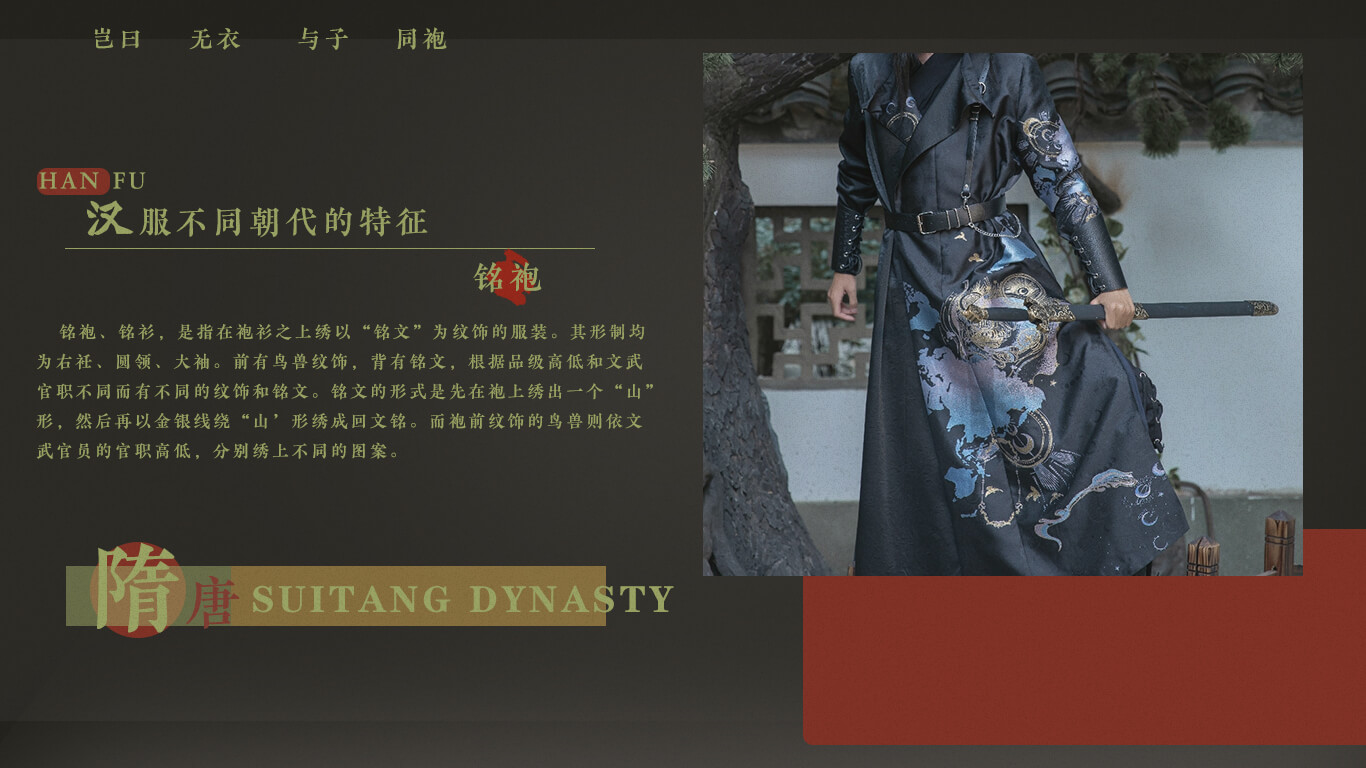 岂曰 无衣 与子 同袍
HAN FU
汉服不同朝代的特征
铭袍
铭袍、铭衫，是指在袍衫之上绣以“铭文”为纹饰的服装。其形制均
为右衽、圆领、大袖。前有鸟兽纹饰，背有铭文，根据品级高低和文武
官职不同而有不同的纹饰和铭文。铭文的形式是先在袍上绣出一个“山”
形，然后再以金银线绕“山’形绣成回文铭。而袍前纹饰的鸟兽则依文
武官员的官职高低，分别绣上不同的图案。
隋唐 SUITANG DYNASTY